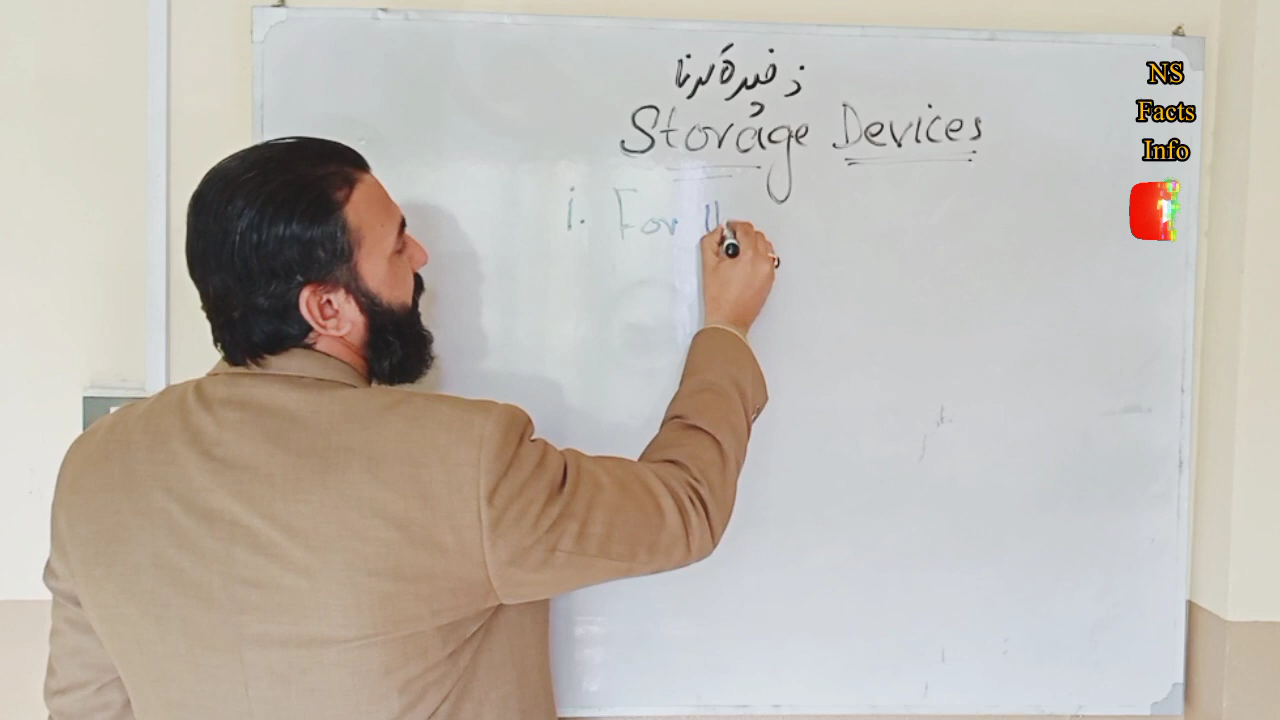 ذخیرہ کرنا
Storage Devices
i. For
NS
Facts
Info